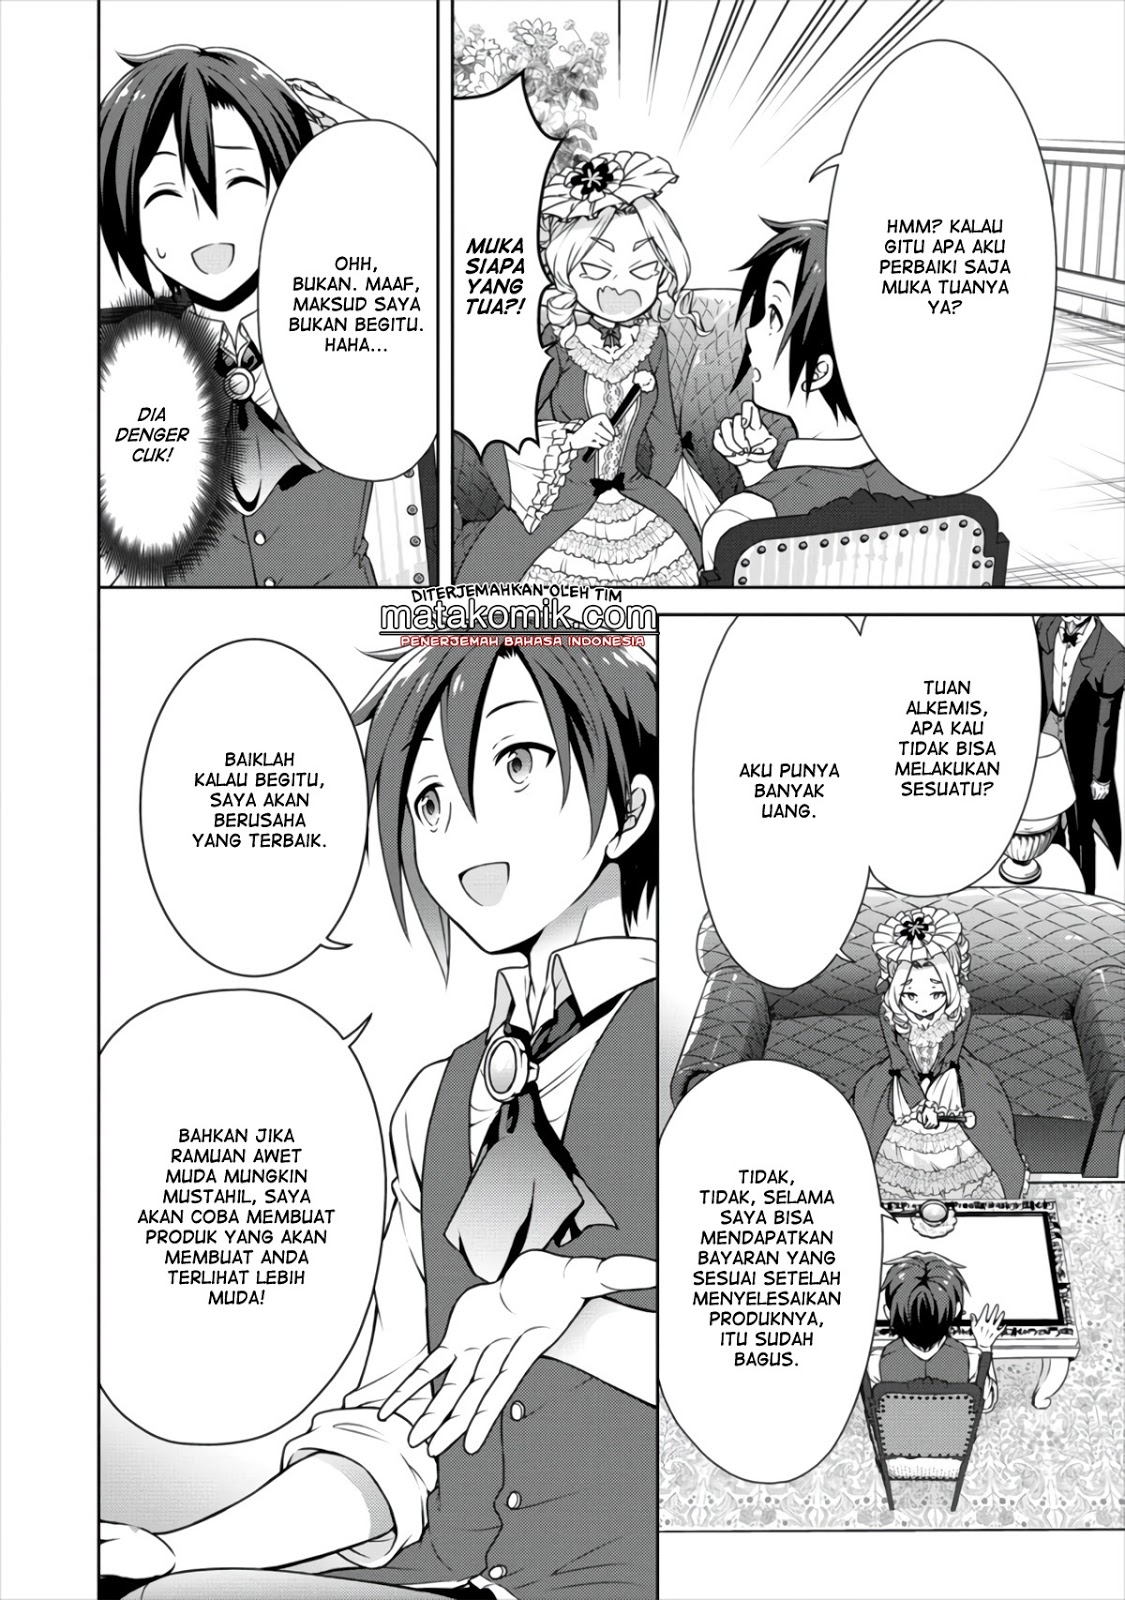 HMM? KALAU
GITU APA AKU
PERBAIKI SAJA
MUKA TUANYA
YA?
MUKA
SIAPA
YANG
TUA?!
OHH,
BUKAN. MAAF,
MAKSUD SAYA
BUKAN BEGITU.
HAHA...
DIA
DENGER
CUK!
DITERJEMAHKAN OLEH TIM
matakomik.com
PENERJEMAH BAHASA INDONESIA
TUAN
ALKEMIS,
APA KAU
TIDAK BISA
MELAKUKAN
SESUATU?
AKU PUNYA
BANYAK
UANG.
TIDAK,
TIDAK, SELAMA
SAYA BISA
MENDAPATKAN
BAYARAN YANG
SESUAI SETELAH
MENYELESAIKAN
PRODUKNYA,
ITU SUDAH
BAGUS.
BAIKLAH
KALAU BEGITU,
SAYA AKAN
BERUSAHA
YANG TERBAIK.
BAHKAN JIKA
RAMUAN AWET
MUDA MUNGKIN
MUSTAHIL, SAYA
AKAN COBA MEMBUAT
PRODUK YANG AKAN
MEMBUAT ANDA
TERLIHAT LEBIH
MUDA!